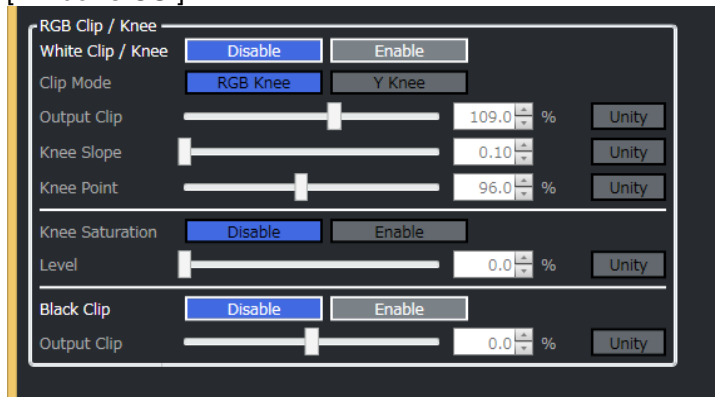 RGB Clip / Knee
White Clip / Knee Disable Enable
Clip Mode RGB Knee Y Knee
Output Clip 109.0 % Unity
Knee Slope 0.10 Unity
Knee Point 96.0 % Unity
Knee Saturation Disable Enable
Level 0.0 % Unity
Black Clip Disable Enable
Output Clip 0.0 % Unity